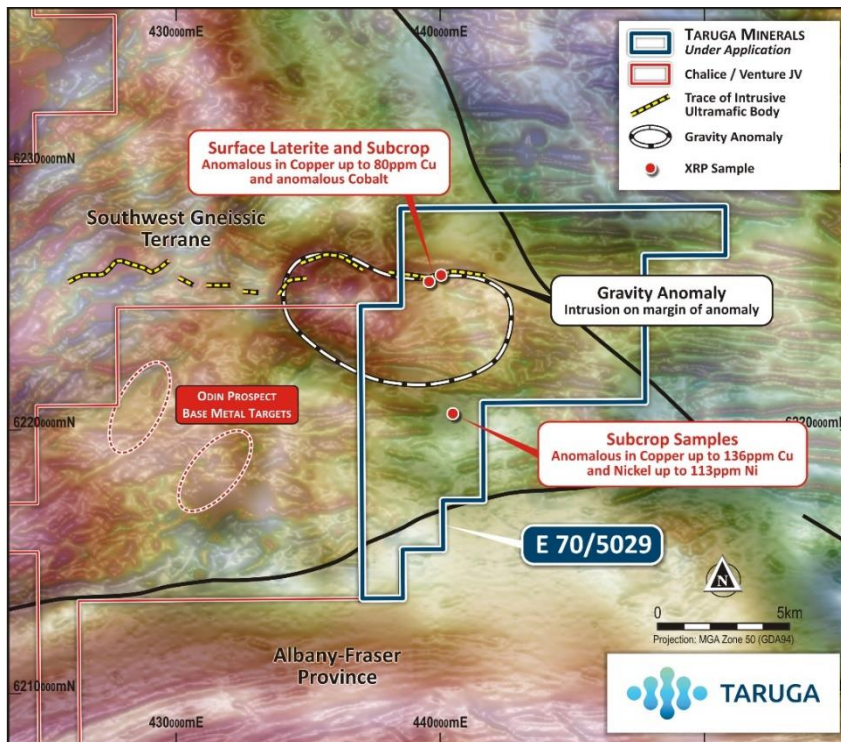 430000mE
440000mE
TARUGA MINERALS
Under Application
Chalice / Venture JV
Trace of Intrusive
Ultramafic Body
Gravity Anomaly
XRP Sample
6230000mN
Surface Laterite and Subcrop
Anomalous in Copper up to 80ppm Cu
and anomalous Cobalt
Southwest Gneissic
Terrane
Gravity Anomaly
Intrusion on margin of anomaly
ODIN PROSPECT
BASE METAL TARGETS
6220000mN
6220000mN
Subcrop Samples
Anomalous in Copper up to 136ppm Cu
and Nickel up to 113ppm Ni
E 70/5029
N
0 5km
Projection: MGA Zone 50 (GDA94)
Albany-Fraser
Province
TARUGA
6210000mN
430000mE
440000mE